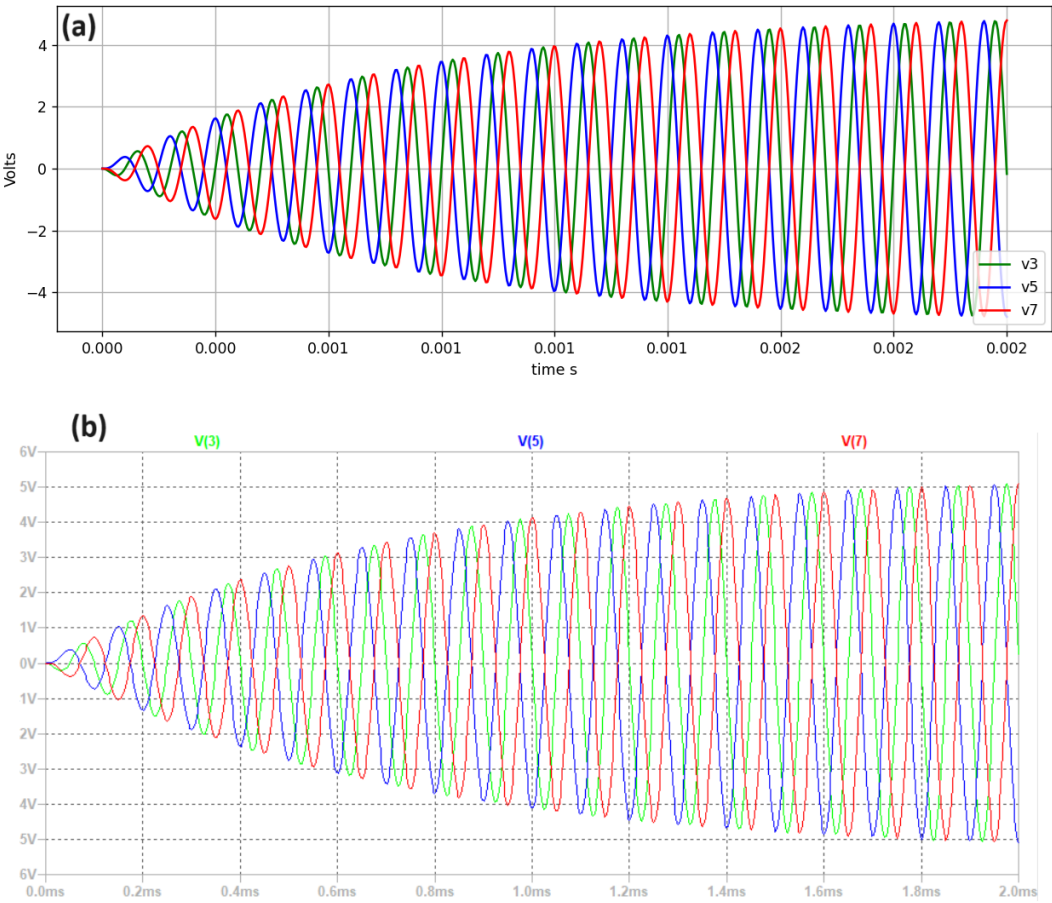 (a)
4
2
0
−2
−4
Volts
v3
v5
v7
0.000 0.000 0.001 0.001 0.001 0.001 0.002 0.002 0.002
time s
(b)
V(3) V(5) V(7)
6V
5V
4V
3V
2V
1V
0V
1V
2V
3V
4V
5V
6V
0.0ms 0.2ms 0.4ms 0.6ms 0.8ms 1.0ms 1.2ms 1.4ms 1.6ms 1.8ms 2.0ms